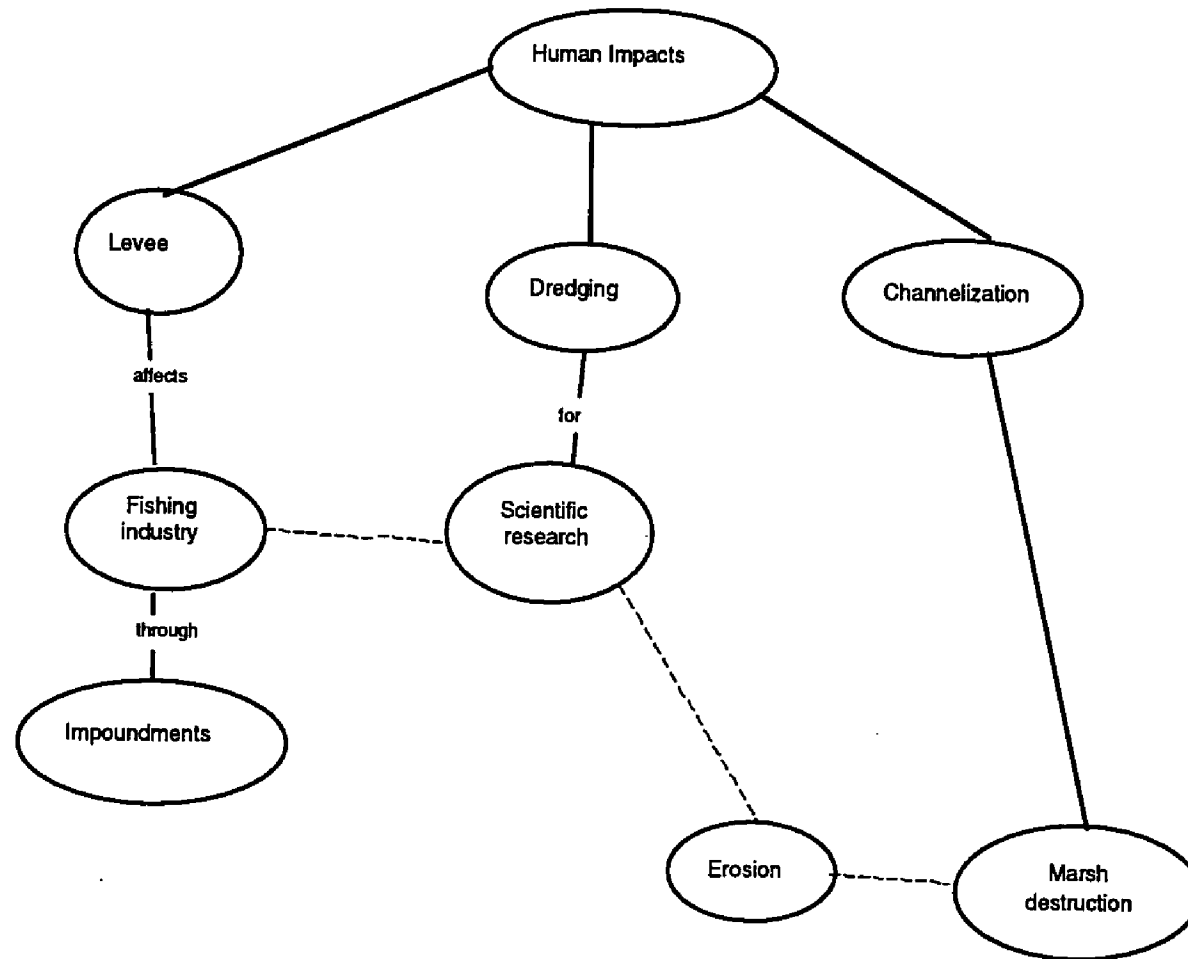 Human Impacts
Levee
Dredging
Channelization
affects
for
Fishing
industry
Scientific
research
through
Impoundments
Erosion
Marsh
destruction